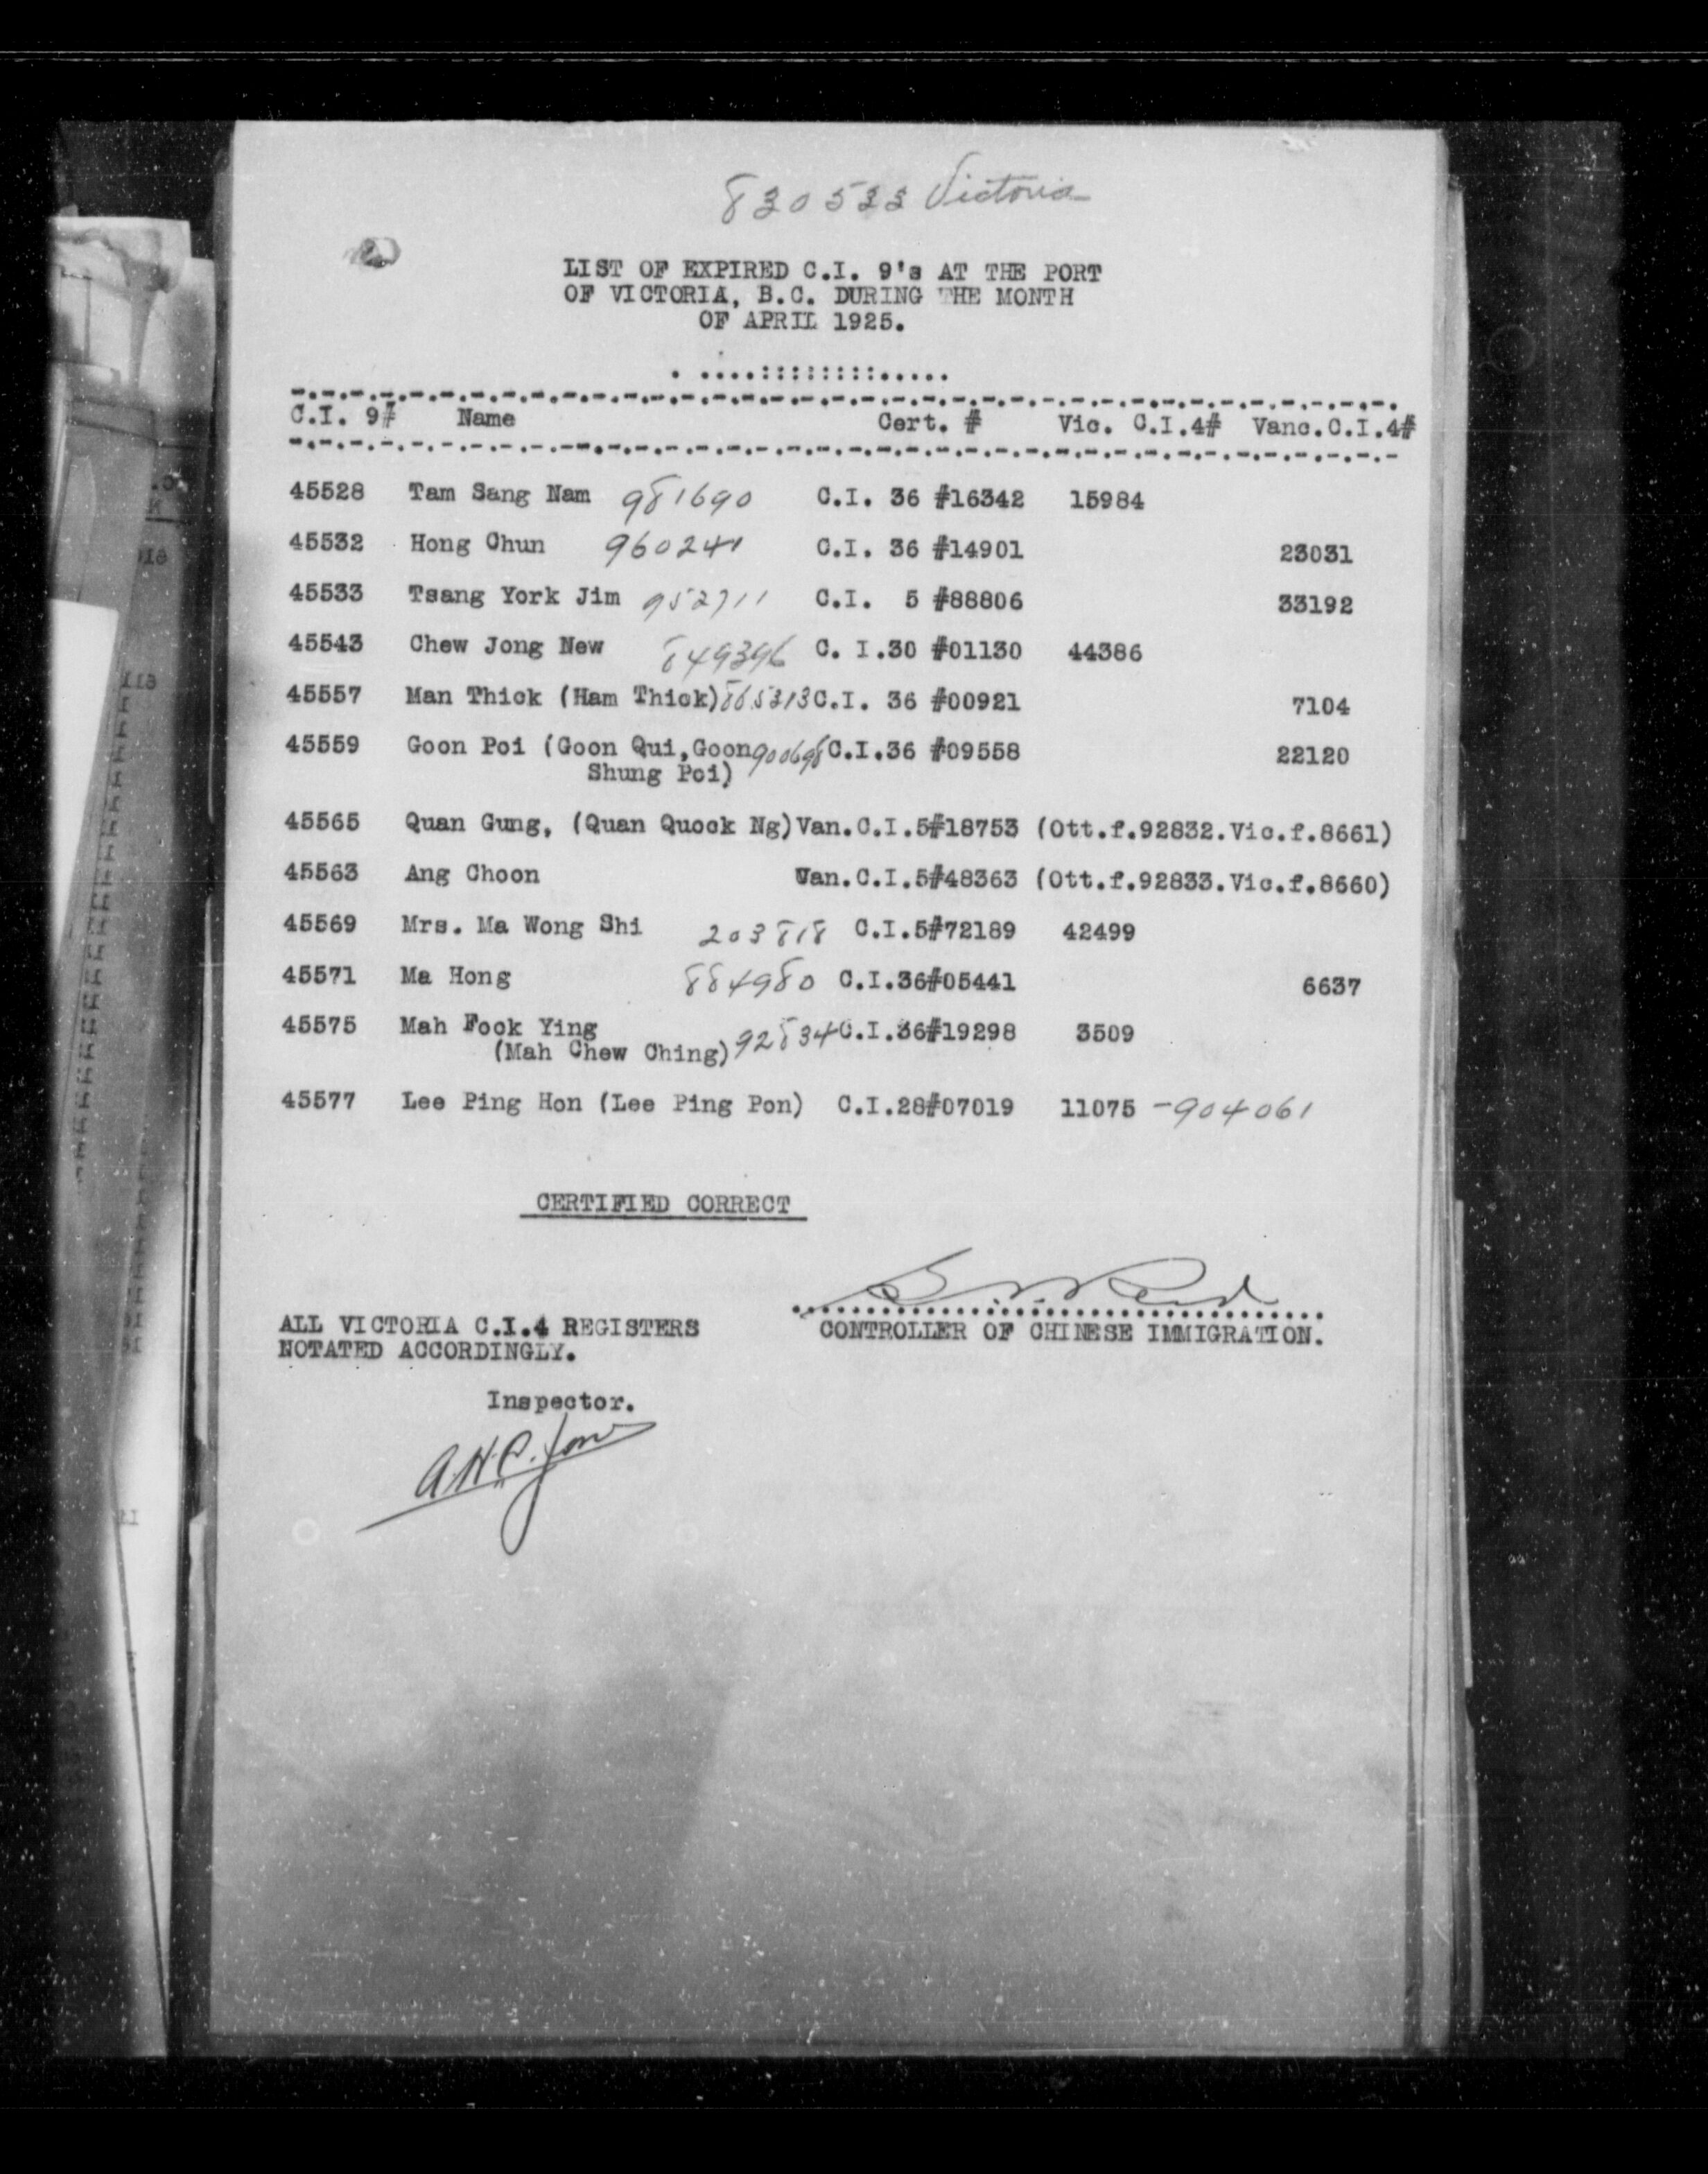 830533 Victoria
LIST OF EXPIRED C.I. 9's AT THE PORT
OF VICTORIA, B.C. DURING THE MONTH
OF APRIL 1925.
C.I. 9# Name Cert. # Vic. C.I.4# Vanc.C.I.4#
45528 Tam Sang Nam 981690 C.I. 36 #16342 15984
45532 Hong Chun 960241 C.I. 36 #14901 23031
45533 Tsang York Jim 952711 C.I. 5 #88806 33192
45543 Chew Jong New 849396 C. I.30 #01130 44386
45557 Man Thick (Ham Thick) 865313 C.I. 36 #00921 7104
45559 Goon Poi (Goon Qui,Goon 900698 C.I.36 #09558 22120
Shung Poi)
45565 Quan Gung, (Quan Quock Ng) Van.C.I.5#18753 (Ott.f.92832.Vic.f.8661)
45563 Ang Choon Van.C.I.5#48363 (Ott.f.92833.Vic.f.8660)
45569 Mrs. Ma Wong Shi 203818 C.I.5#72189 42499
45571 Ma Hong 884980 C.I.36#05441 6637
45575 Mah Fook Ying 92834 C.I.36#19298 3509
(Mah Chew Ching)
45577 Lee Ping Hon (Lee Ping Pon) C.I.28#07019 11075 -904061
CERTIFIED CORRECT
ALL VICTORIA C.I.4 REGISTERS
NOTATED ACCORDINGLY.
CONTROLLER OF CHINESE IMMIGRATION.
Inspector.